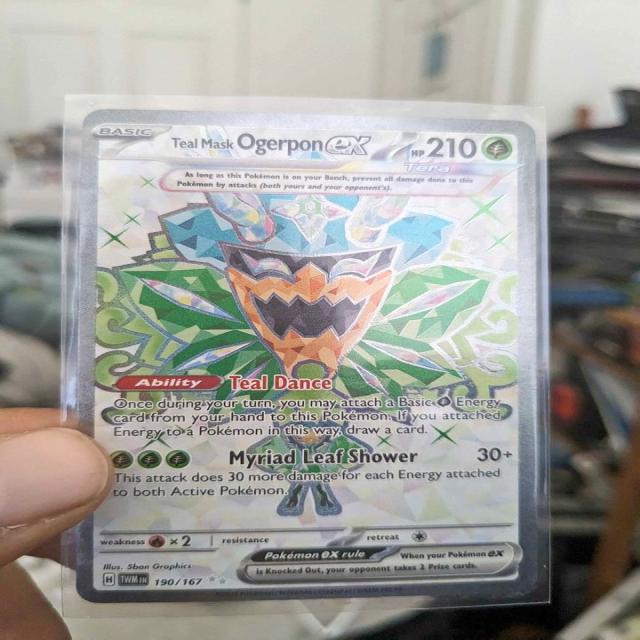 BASIC
Teal Mask Ogerpon ex HP 210
Tera
As long as this Pokémon is on your Bench, prevent all damage done to this
Pokémon by attacks (both yours and your opponent's).
Ability Teal Dance
Once during your turn, you may attach a Basic Energy
card from your hand to this Pokémon. If you attached
Energy to a Pokémon in this way, draw a card.
Myriad Leaf Shower 30+
This attack does 30 more damage for each Energy attached
to both Active Pokémon.
weakness ×2 resistance retreat
Pokémon ex rule When your Pokémon ex
is Knocked Out, your opponent takes 2 Prize cards.
Illus. 5ban Graphics
H TWM EN 190/167